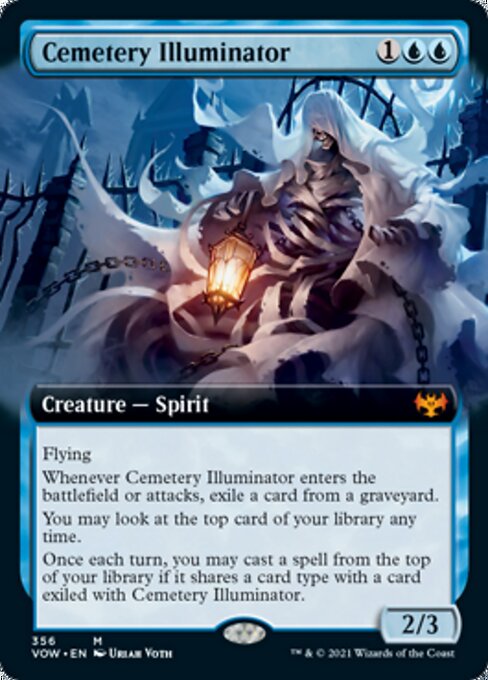 Cemetery Illuminator 1
Creature — Spirit
Flying
Whenever Cemetery Illuminator enters the
battlefield or attacks, exile a card from a graveyard.
You may look at the top card of your library any
time.
Once each turn, you may cast a spell from the top
of your library if it shares a card type with a card
exiled with Cemetery Illuminator.
2/3
356 M
VOW • EN Uriah Voth
™ & © 2021 Wizards of the Coast